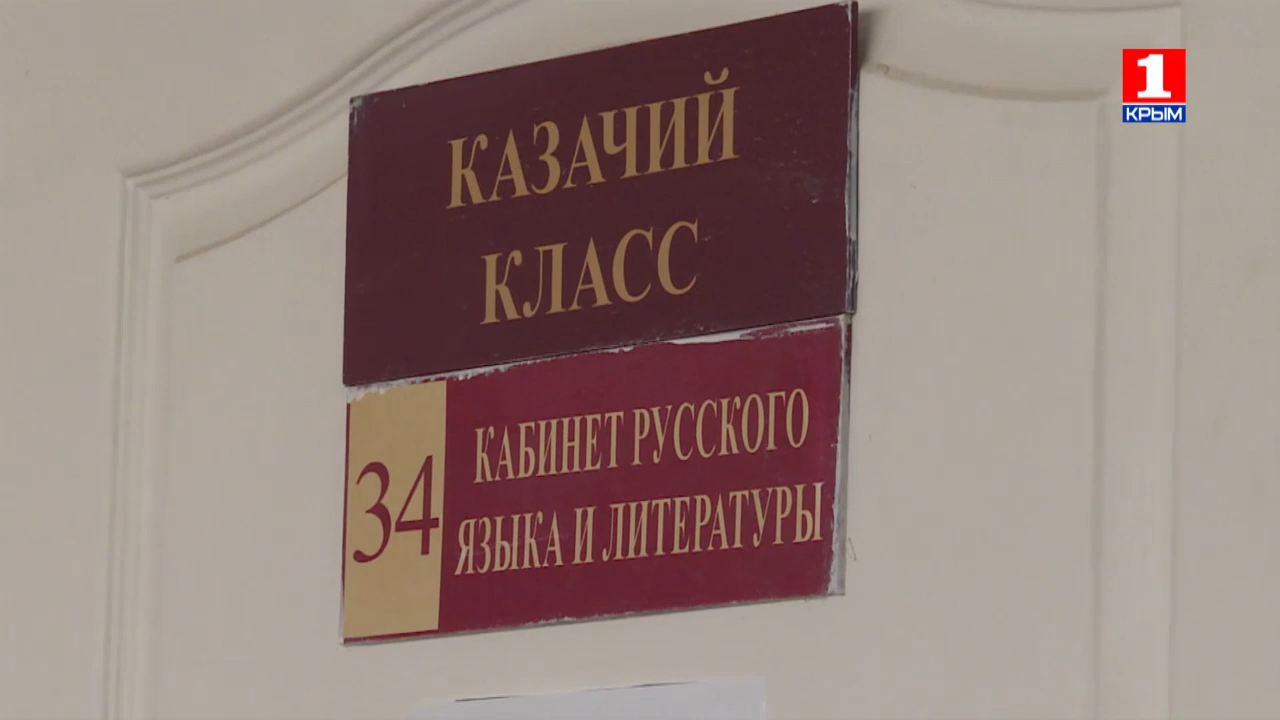 1
КРЫМ
КАЗАЧИЙ
КЛАСС
34
КАБИНЕТ РУССКОГО
ЯЗЫКА И ЛИТЕРАТУРЫ